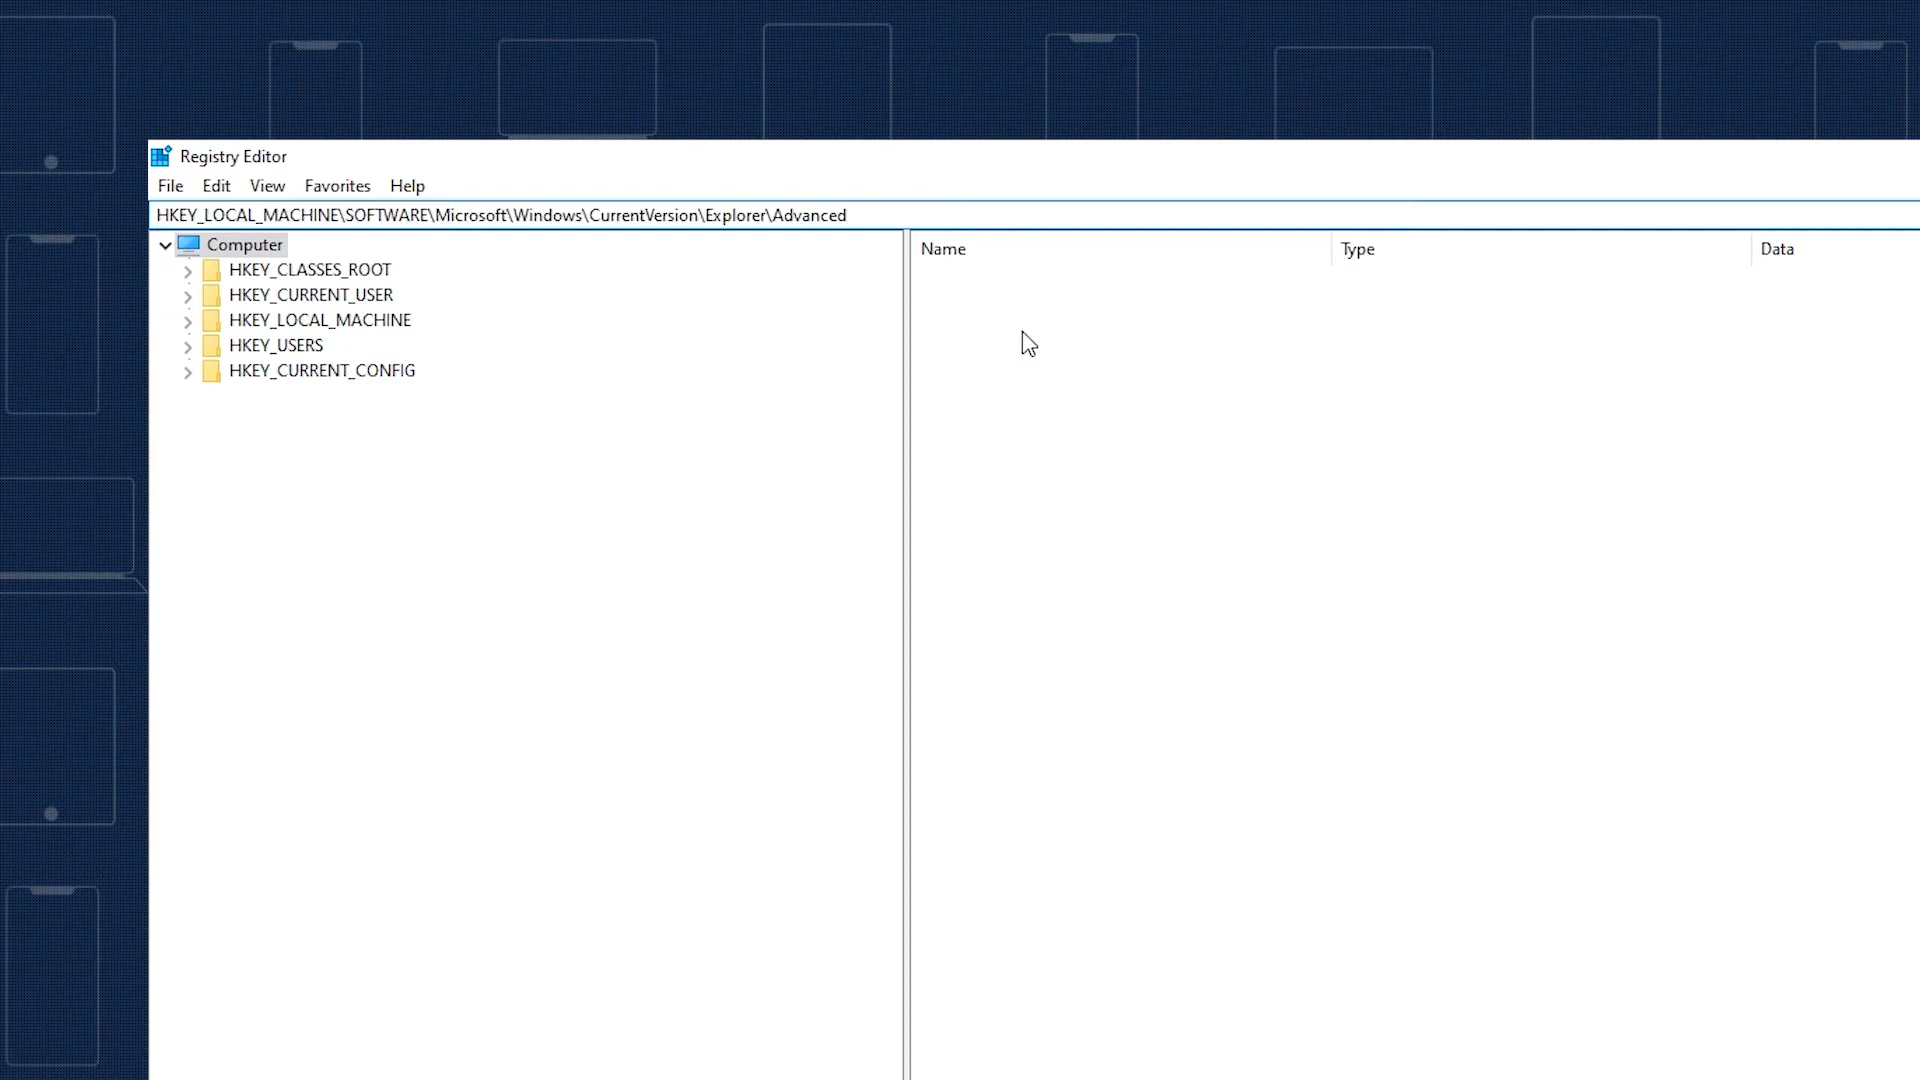 Registry Editor
File Edit View Favorites Help
HKEY_LOCAL_MACHINE\SOFTWARE\Microsoft\Windows\CurrentVersion\Explorer\Advanced
Computer
HKEY_CLASSES_ROOT
HKEY_CURRENT_USER
HKEY_LOCAL_MACHINE
HKEY_USERS
HKEY_CURRENT_CONFIG
Name Type Data